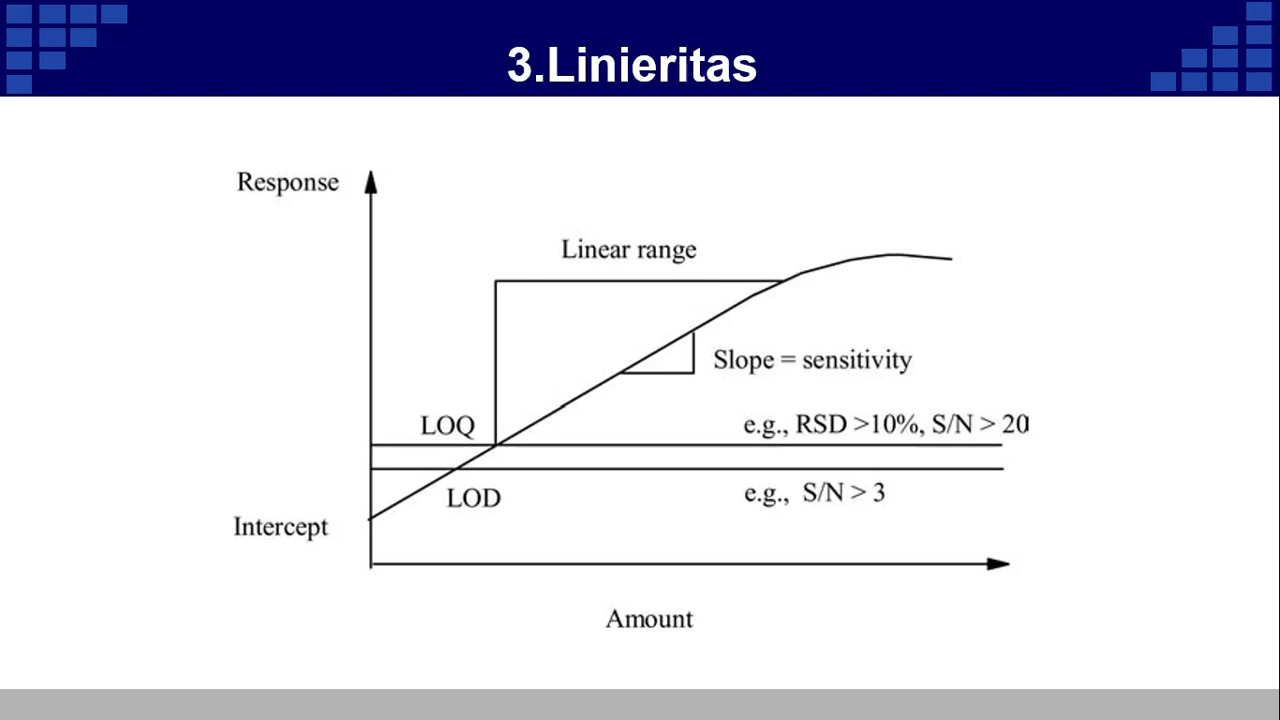 3.Linieritas
Response
Linear range
Slope = sensitivity
LOQ
e.g., RSD >10%, S/N > 20
LOD
e.g., S/N > 3
Intercept
Amount